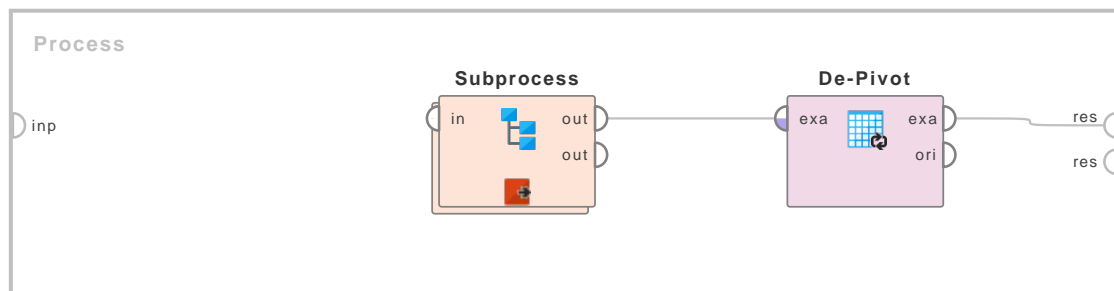 Process
Subprocess De-Pivot
inp in out exa exa res
out ori res